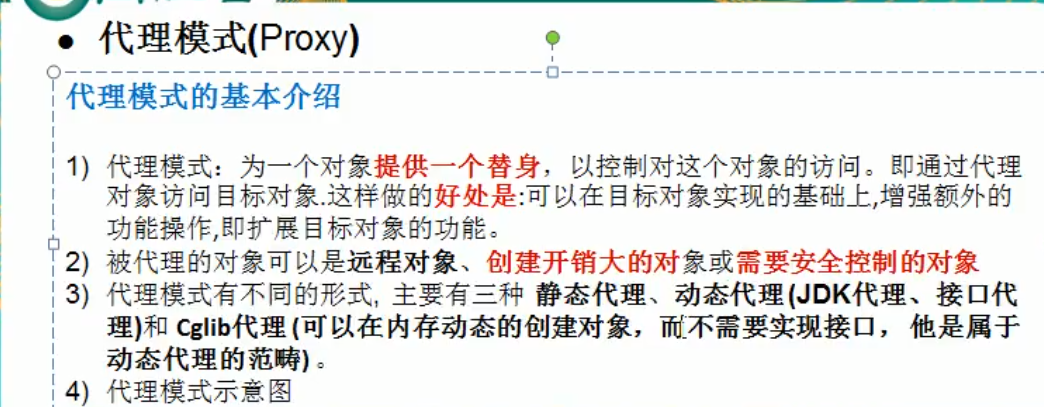 ● 代理模式(Proxy)
代理模式的基本介绍
1) 代理模式：为一个对象提供一个替身，以控制对这个对象的访问。即通过代理
对象访问目标对象.这样做的好处是:可以在目标对象实现的基础上,增强额外的
功能操作,即扩展目标对象的功能。
2) 被代理的对象可以是远程对象、创建开销大的对象或需要安全控制的对象
3) 代理模式有不同的形式, 主要有三种 静态代理、动态代理(JDK代理、接口代
理)和 Cglib代理 (可以在内存动态的创建对象，而不需要实现接口， 他是属于
动态代理的范畴) 。
4) 代理模式示意图